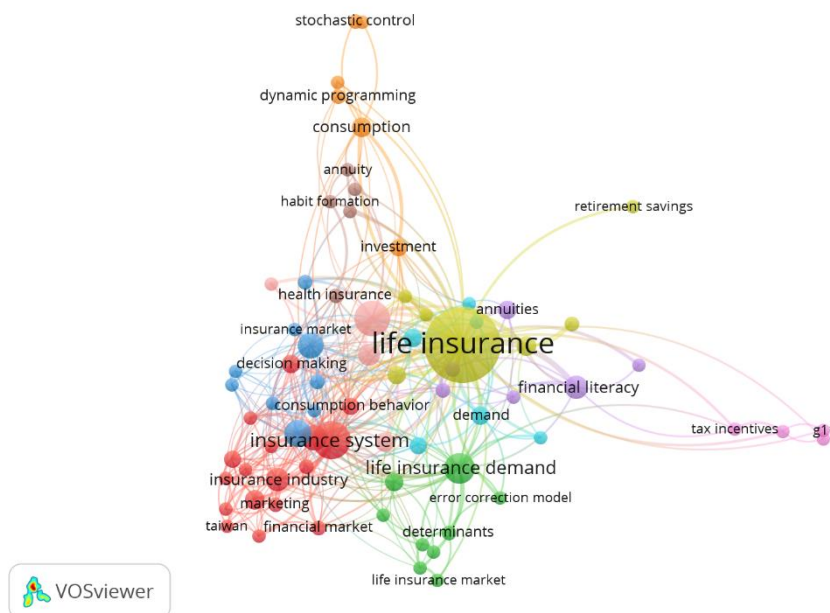 stochastic control
dynamic programming
consumption
annuity
habit formation
retirement savings
investment
health insurance
annuities
insurance market
life insurance
decision making
financial literacy
consumption behavior
demand
tax incentives
g1
insurance system
life insurance demand
insurance industry
error correction model
marketing
taiwan
financial market
determinants
life insurance market
VOSviewer